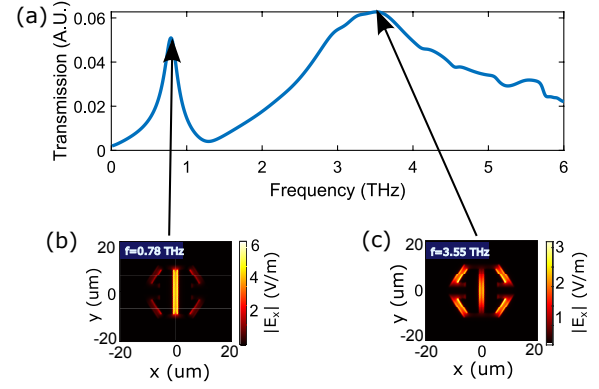 (a)
Transmission (A.U.)
0.06
0.04
0.02
0
0 1 2 3 4 5 6
Frequency (THz)
(b)
f=0.78 THz
y (um)
20
0
-20
-20 0 20
x (um)
6
4
2
|Eₓ| (V/m)
(c)
f=3.55 THz
y (um)
20
0
-20
-20 0 20
x (um)
3
2
1
|Eₓ| (V/m)